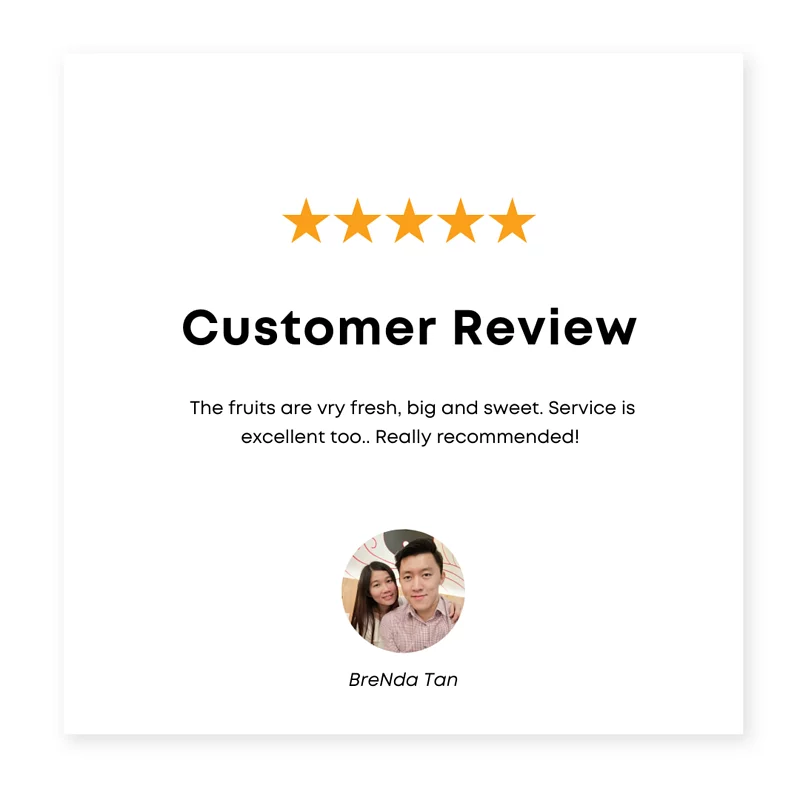 Customer Review
The fruits are vry fresh, big and sweet. Service is
excellent too.. Really recommended!
BreNda Tan